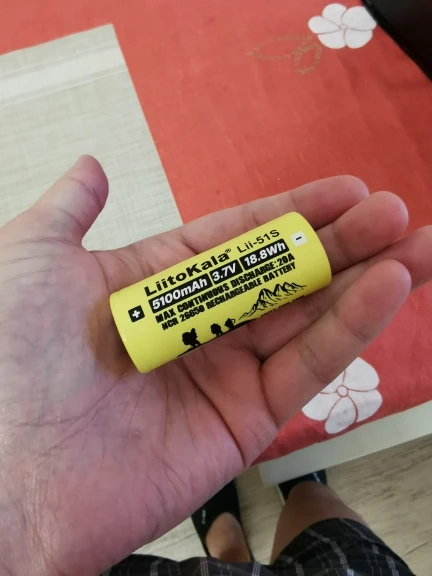 LiitoKala® Lii-51S
5100mAh 3.7V 18.8Wh
MAX CONTINUOUS DISCHARGE:20A
NCR 26650 RECHARGEABLE BATTERY
+
-